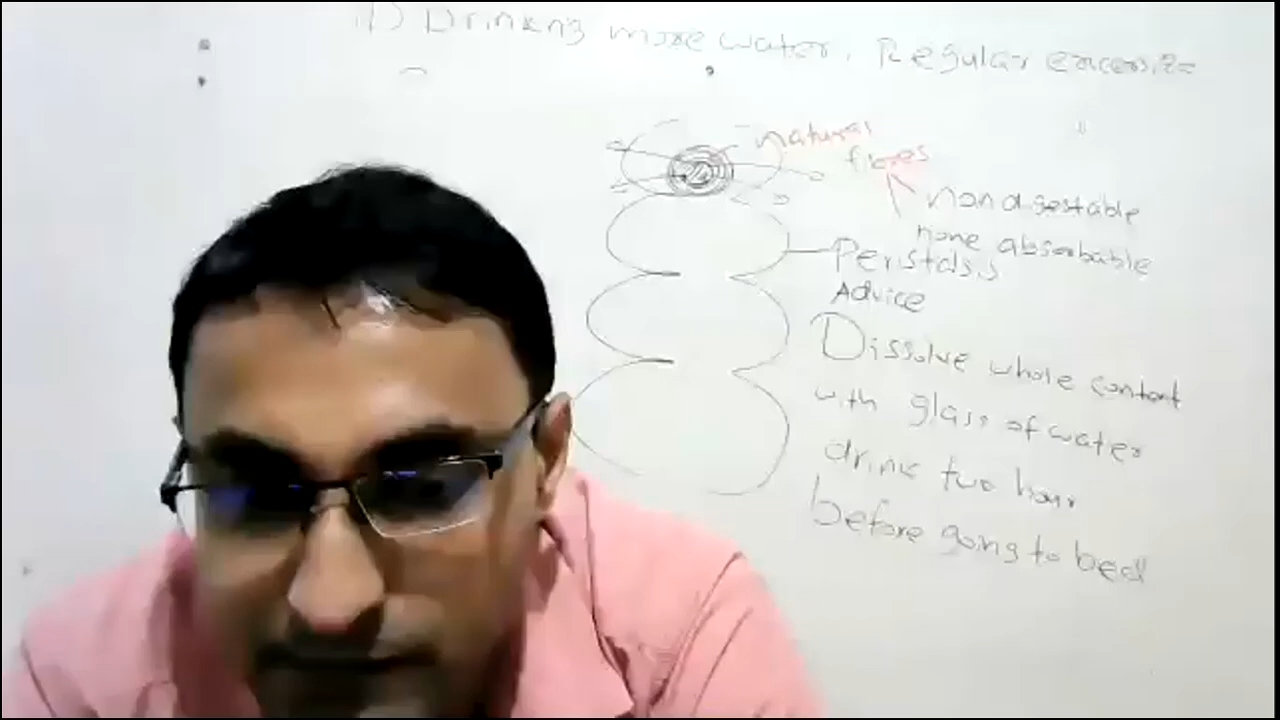 Drinking more water, Regular excersize
natural
fibres
non digestable
none absorbable
Peristalsis
Advice
Dissolve whole content
with glass of water
drink two hour
before going to bed